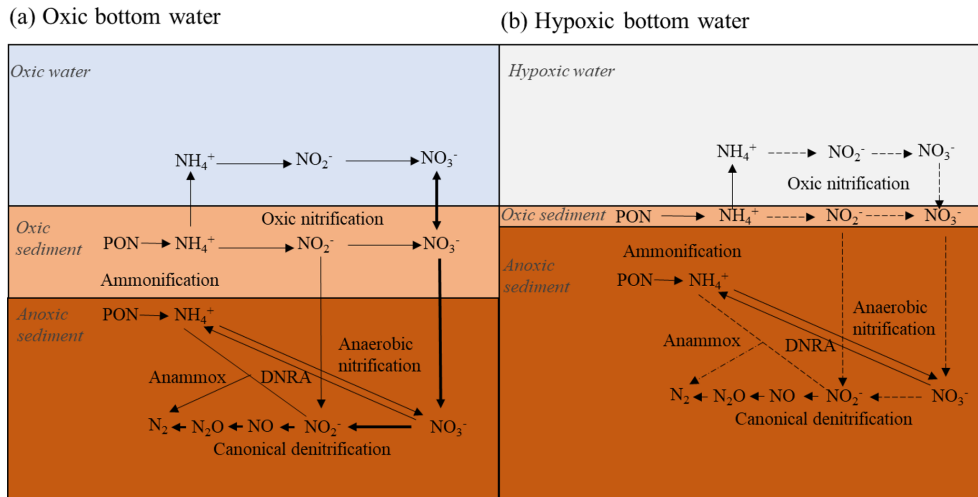 (a) Oxic bottom water
Oxic water
NH₄⁺ NO₂⁻ NO₃⁻
Oxic nitrification
Oxic
sediment
PON NH₄⁺ NO₂⁻ NO₃⁻
Ammonification
Anoxic
sediment
PON NH₄⁺
Anaerobic
nitrification
Anammox DNRA
N₂ N₂O NO NO₂⁻ NO₃⁻
Canonical denitrification
(b) Hypoxic bottom water
Hypoxic water
NH₄⁺ NO₂⁻ NO₃⁻
Oxic nitrification
Oxic sediment PON NH₄⁺ NO₂⁻ NO₃⁻
Ammonification
Anoxic
sediment
PON NH₄⁺
Anaerobic
nitrification
Anammox DNRA
N₂ N₂O NO NO₂⁻ NO₃⁻
Canonical denitrification